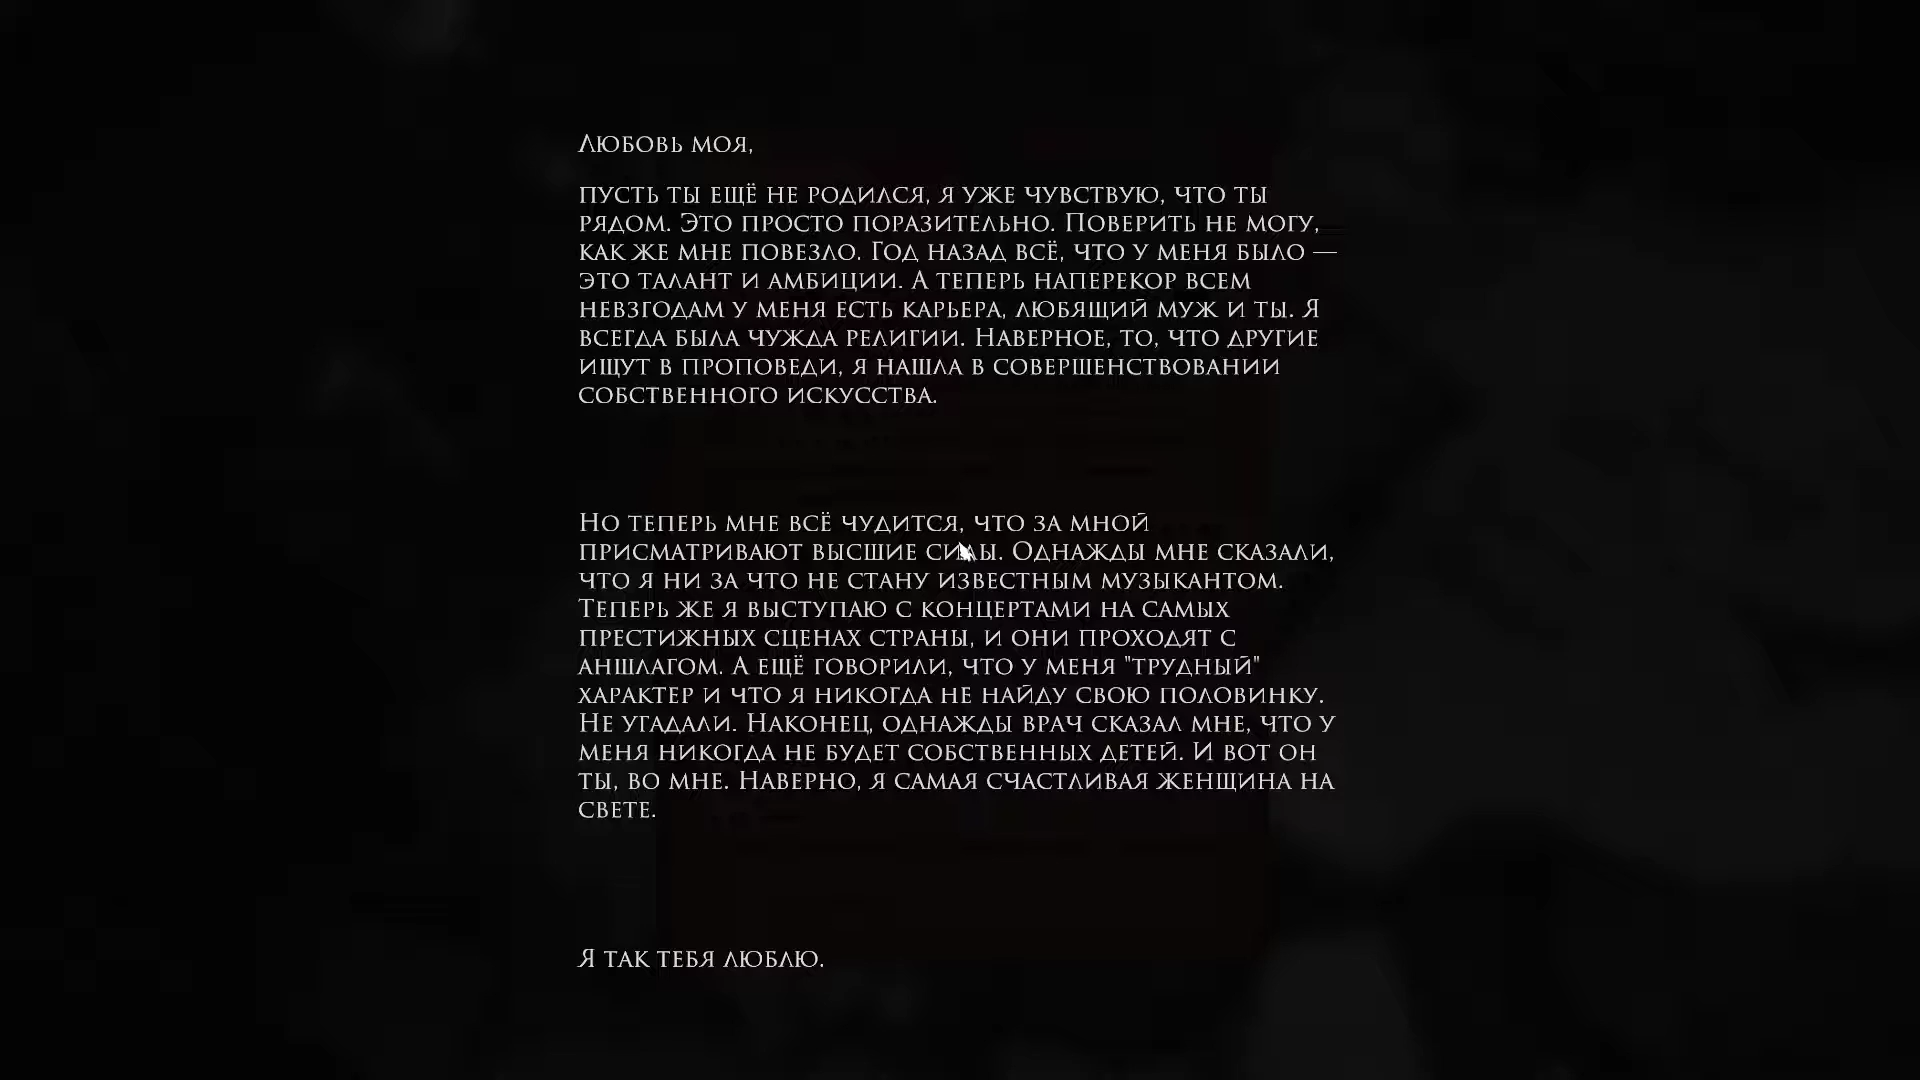 Любовь моя,
пусть ты ещё не родился, я уже чувствую, что ты
рядом. Это просто поразительно. Поверить не могу,
как же мне повезло. Год назад всё, что у меня было —
это талант и амбиции. А теперь наперекор всем
невзгодам у меня есть карьера, любящий муж и ты. Я
всегда была чужда религии. Наверное, то, что другие
ищут в проповеди, я нашла в совершенствовании
собственного искусства.
Но теперь мне всё чудится, что за мной
присматривают высшие силы. Однажды мне сказали,
что я ни за что не стану известным музыкантом.
Теперь же я выступаю с концертами на самых
престижных сценах страны, и они проходят с
аншлагом. А ещё говорили, что у меня "трудный"
характер и что я никогда не найду свою половинку.
Не угадали. Наконец, однажды врач сказал мне, что у
меня никогда не будет собственных детей. И вот он
ты, во мне. Наверно, я самая счастливая женщина на
свете.
Я так тебя люблю.